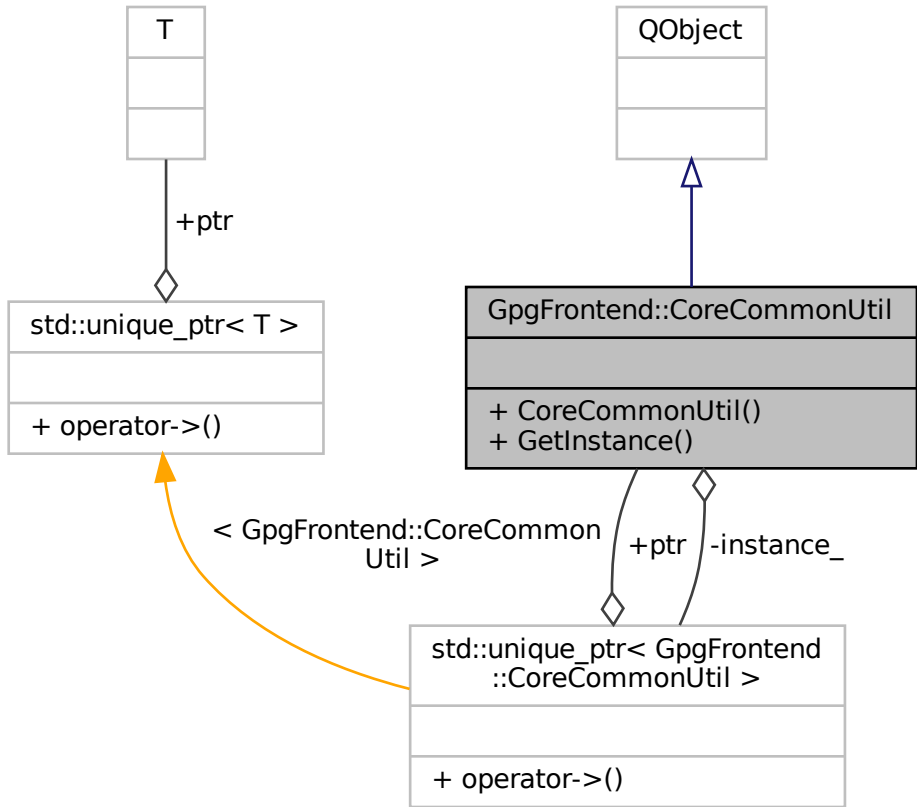 T
QObject
+ptr
std::unique_ptr< T >
+ operator->()
GpgFrontend::CoreCommonUtil
+ CoreCommonUtil()
+ GetInstance()
< GpgFrontend::CoreCommon
Util >
+ptr
-instance_
std::unique_ptr< GpgFrontend
::CoreCommonUtil >
+ operator->()